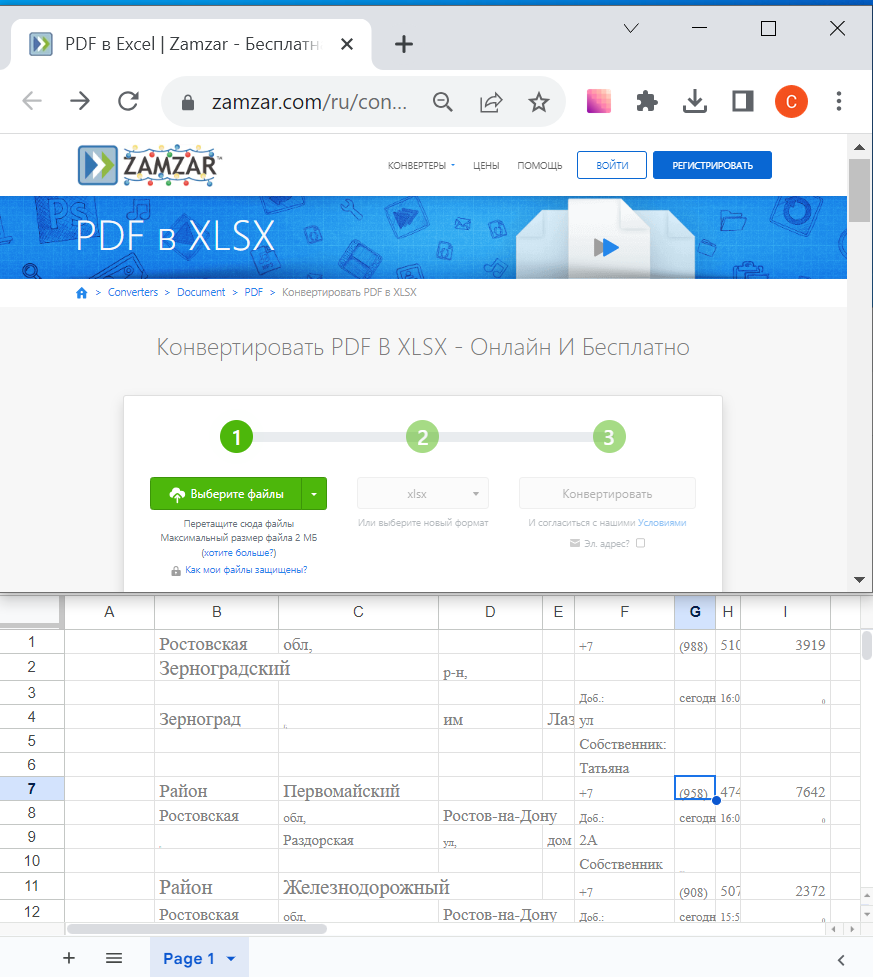 PDF в Excel | Zamzar - Бесплатн
zamzar.com/ru/con...
C
ZAMZAR™
КОНВЕРТЕРЫ ЦЕНЫ ПОМОЩЬ ВОЙТИ РЕГИСТРИРОВАТЬ
PDF в XLSX
> Converters > Document > PDF > Конвертировать PDF в XLSX
Конвертировать PDF В XLSX - Онлайн И Бесплатно
1 2 3
Выберите файлы xlsx Конвертировать
Перетащите сюда файлы Или выберите новый формат И согласиться с нашими Условиями
Максимальный размер файла 2 МБ Эл. адрес?
(хотите больше?)
Как мои файлы защищены?
A B C D E F G H I
1 Ростовская обл, +7 (988) 510 3919
2 Зерноградский р-н,
3 Доб.: сегодн 16:0
4 Зерноград им Лаз ул
5 Собственник:
6 Татьяна
7 Район Первомайский +7 (958) 474 7642
8 Ростовская обл, Ростов-на-Дону Доб.: сегодн 16:0
9 Раздорская ул, дом 2А
10 Собственник
11 Район Железнодорожный +7 (908) 507 2372
12 Ростовская обл, Ростов-на-Дону Доб.: сегодн 15:5
Page 1